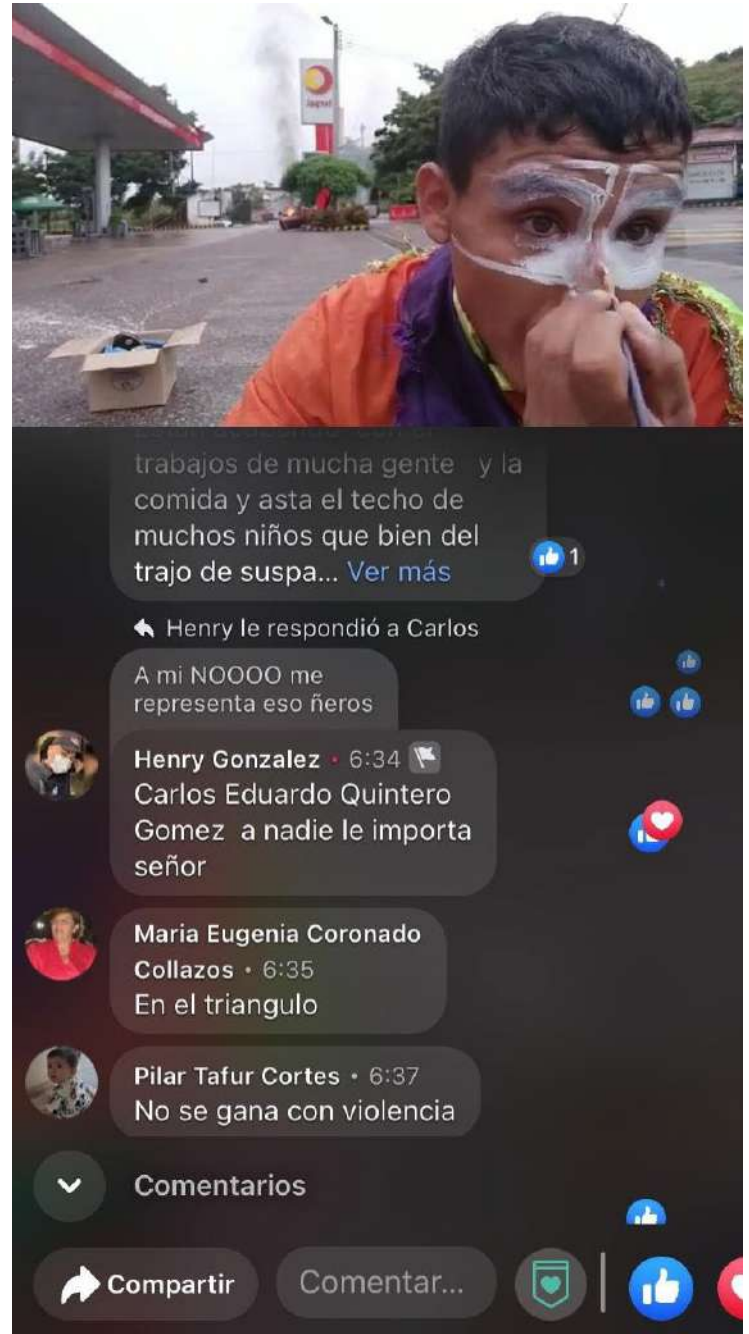 trabajos de mucha gente y la
comida y asta el techo de
muchos niños que bien del
trajo de suspa... Ver más
1
Henry le respondió a Carlos
A mi NOOOO me
representa eso ñeros
Henry Gonzalez • 6:34
Carlos Eduardo Quintero
Gomez a nadie le importa
señor
Maria Eugenia Coronado
Collazos • 6:35
En el triangulo
Pilar Tafur Cortes • 6:37
No se gana con violencia
Comentarios
Compartir
Comentar...